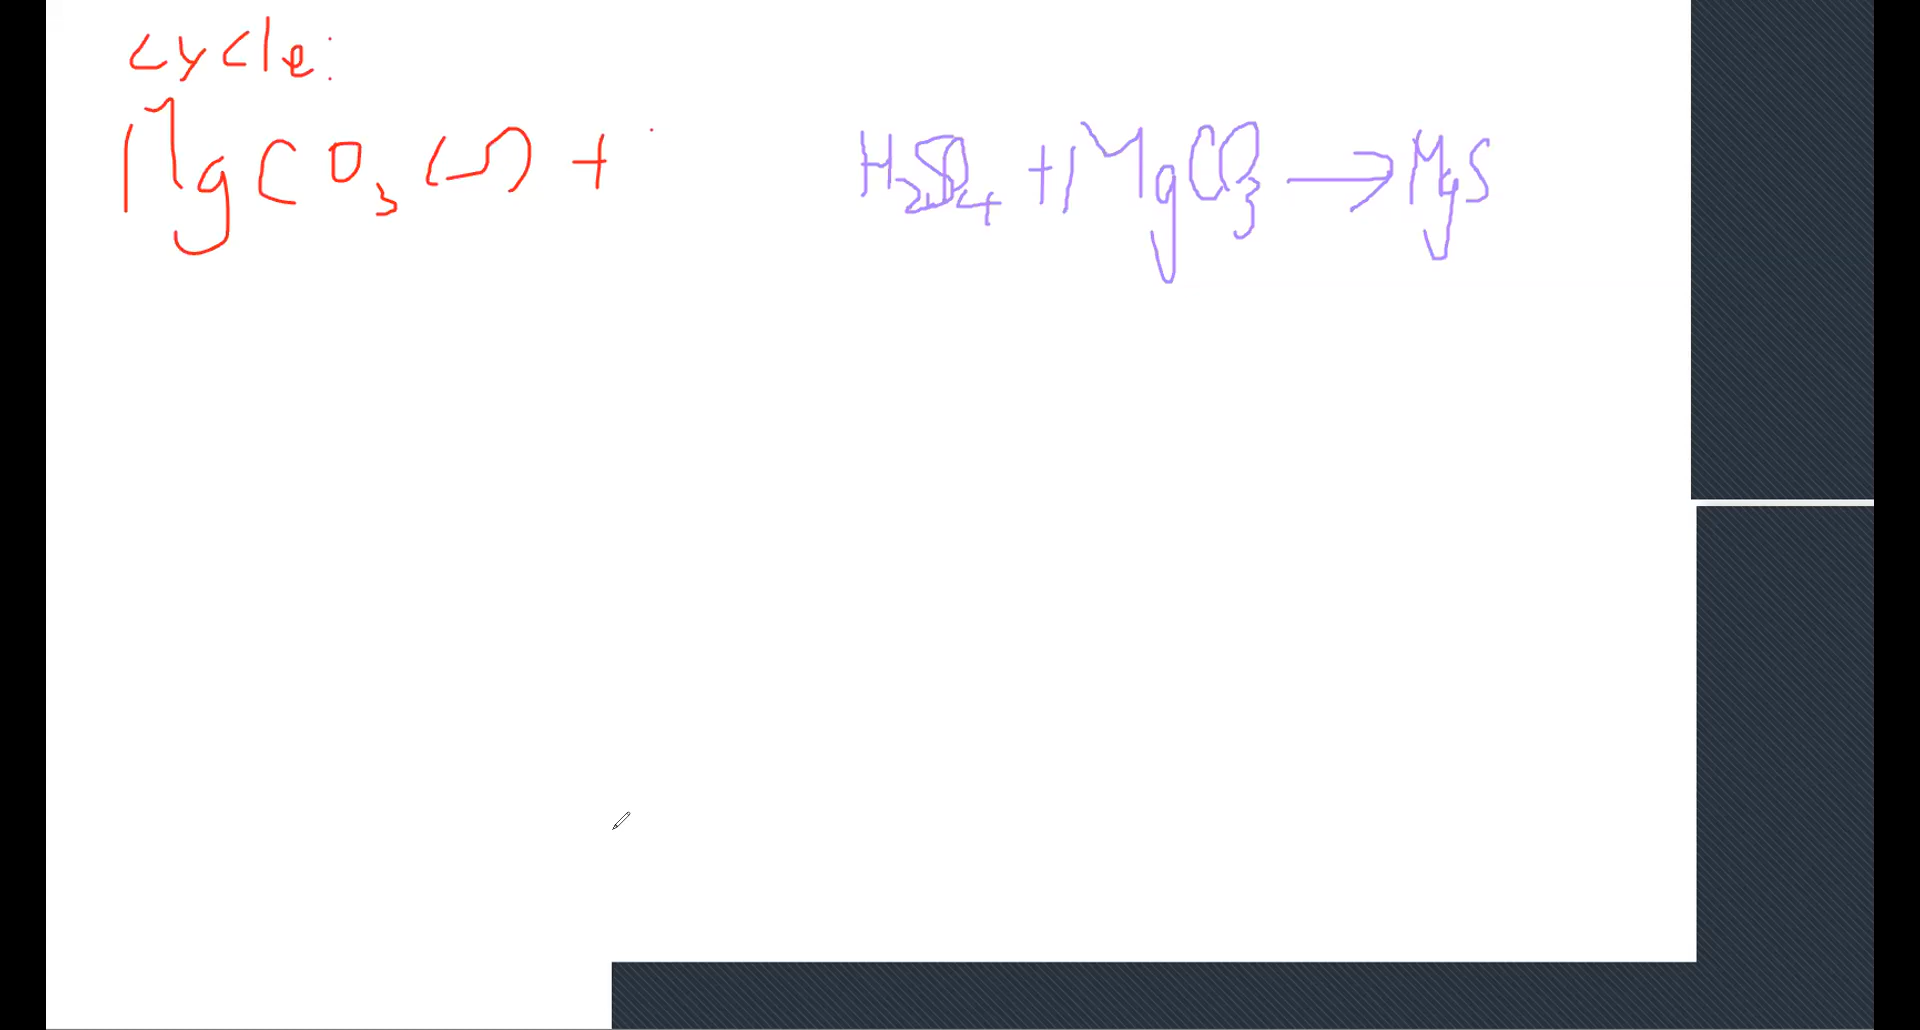 cycle:
MgCO₃(s) +
H₂SO₄ + MgCO₃ → MgS